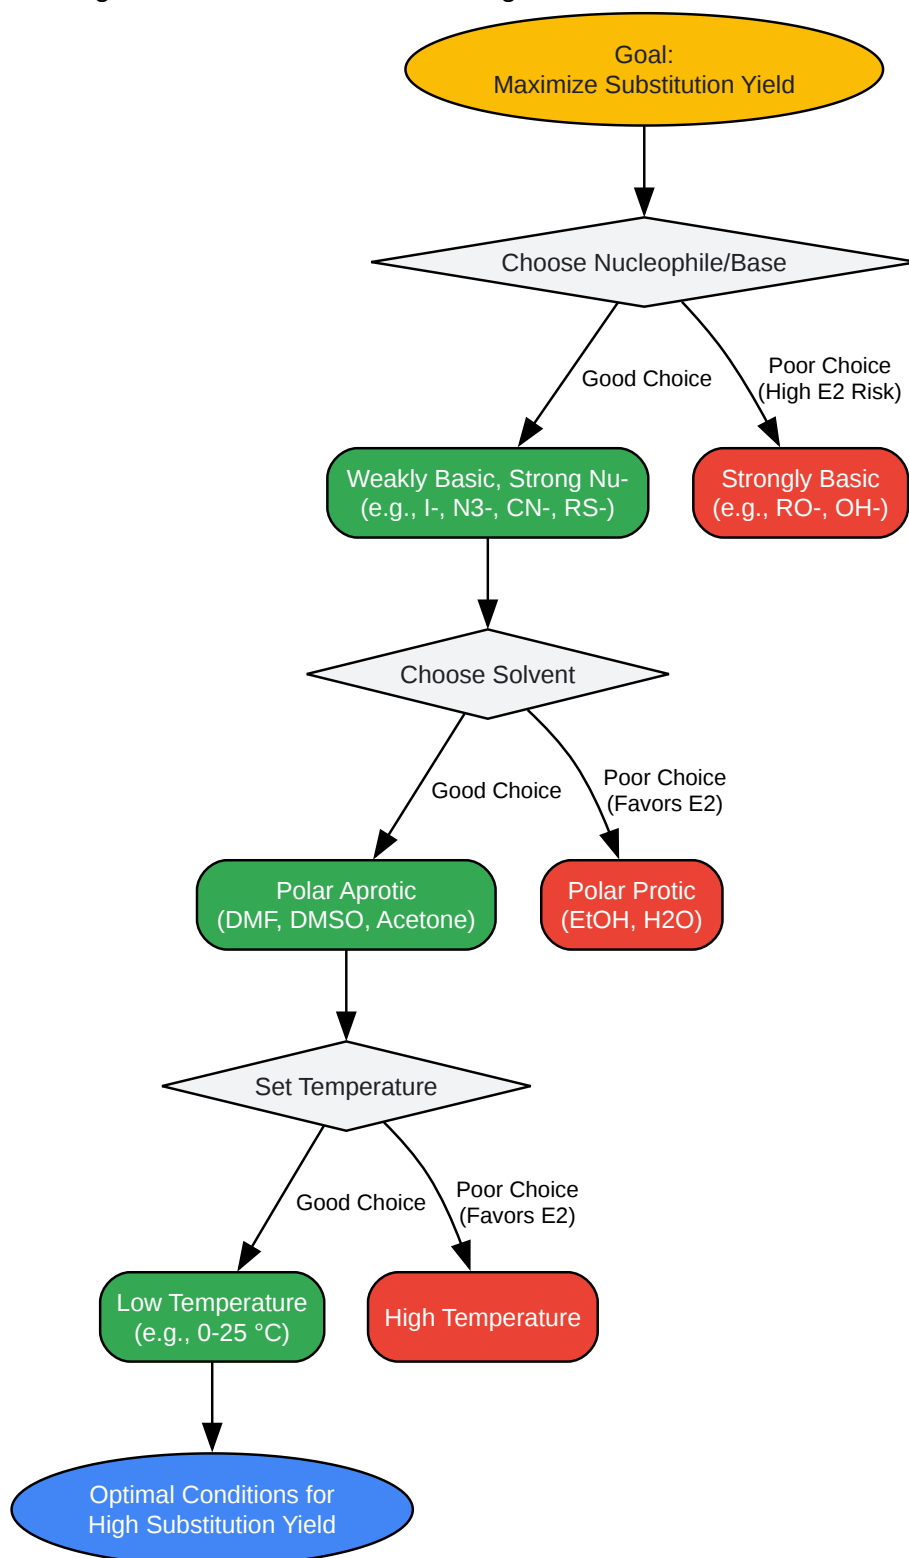 Goal:
Maximize Substitution Yield
Choose Nucleophile/Base
Good Choice
Poor Choice
(High E2 Risk)
Weakly Basic, Strong Nu-
(e.g., I-, N3-, CN-, RS-)
Strongly Basic
(e.g., RO-, OH-)
Choose Solvent
Good Choice
Poor Choice
(Favors E2)
Polar Aprotic
(DMF, DMSO, Acetone)
Polar Protic
(EtOH, H2O)
Set Temperature
Good Choice
Poor Choice
(Favors E2)
Low Temperature
(e.g., 0-25 °C)
High Temperature
Optimal Conditions for
High Substitution Yield